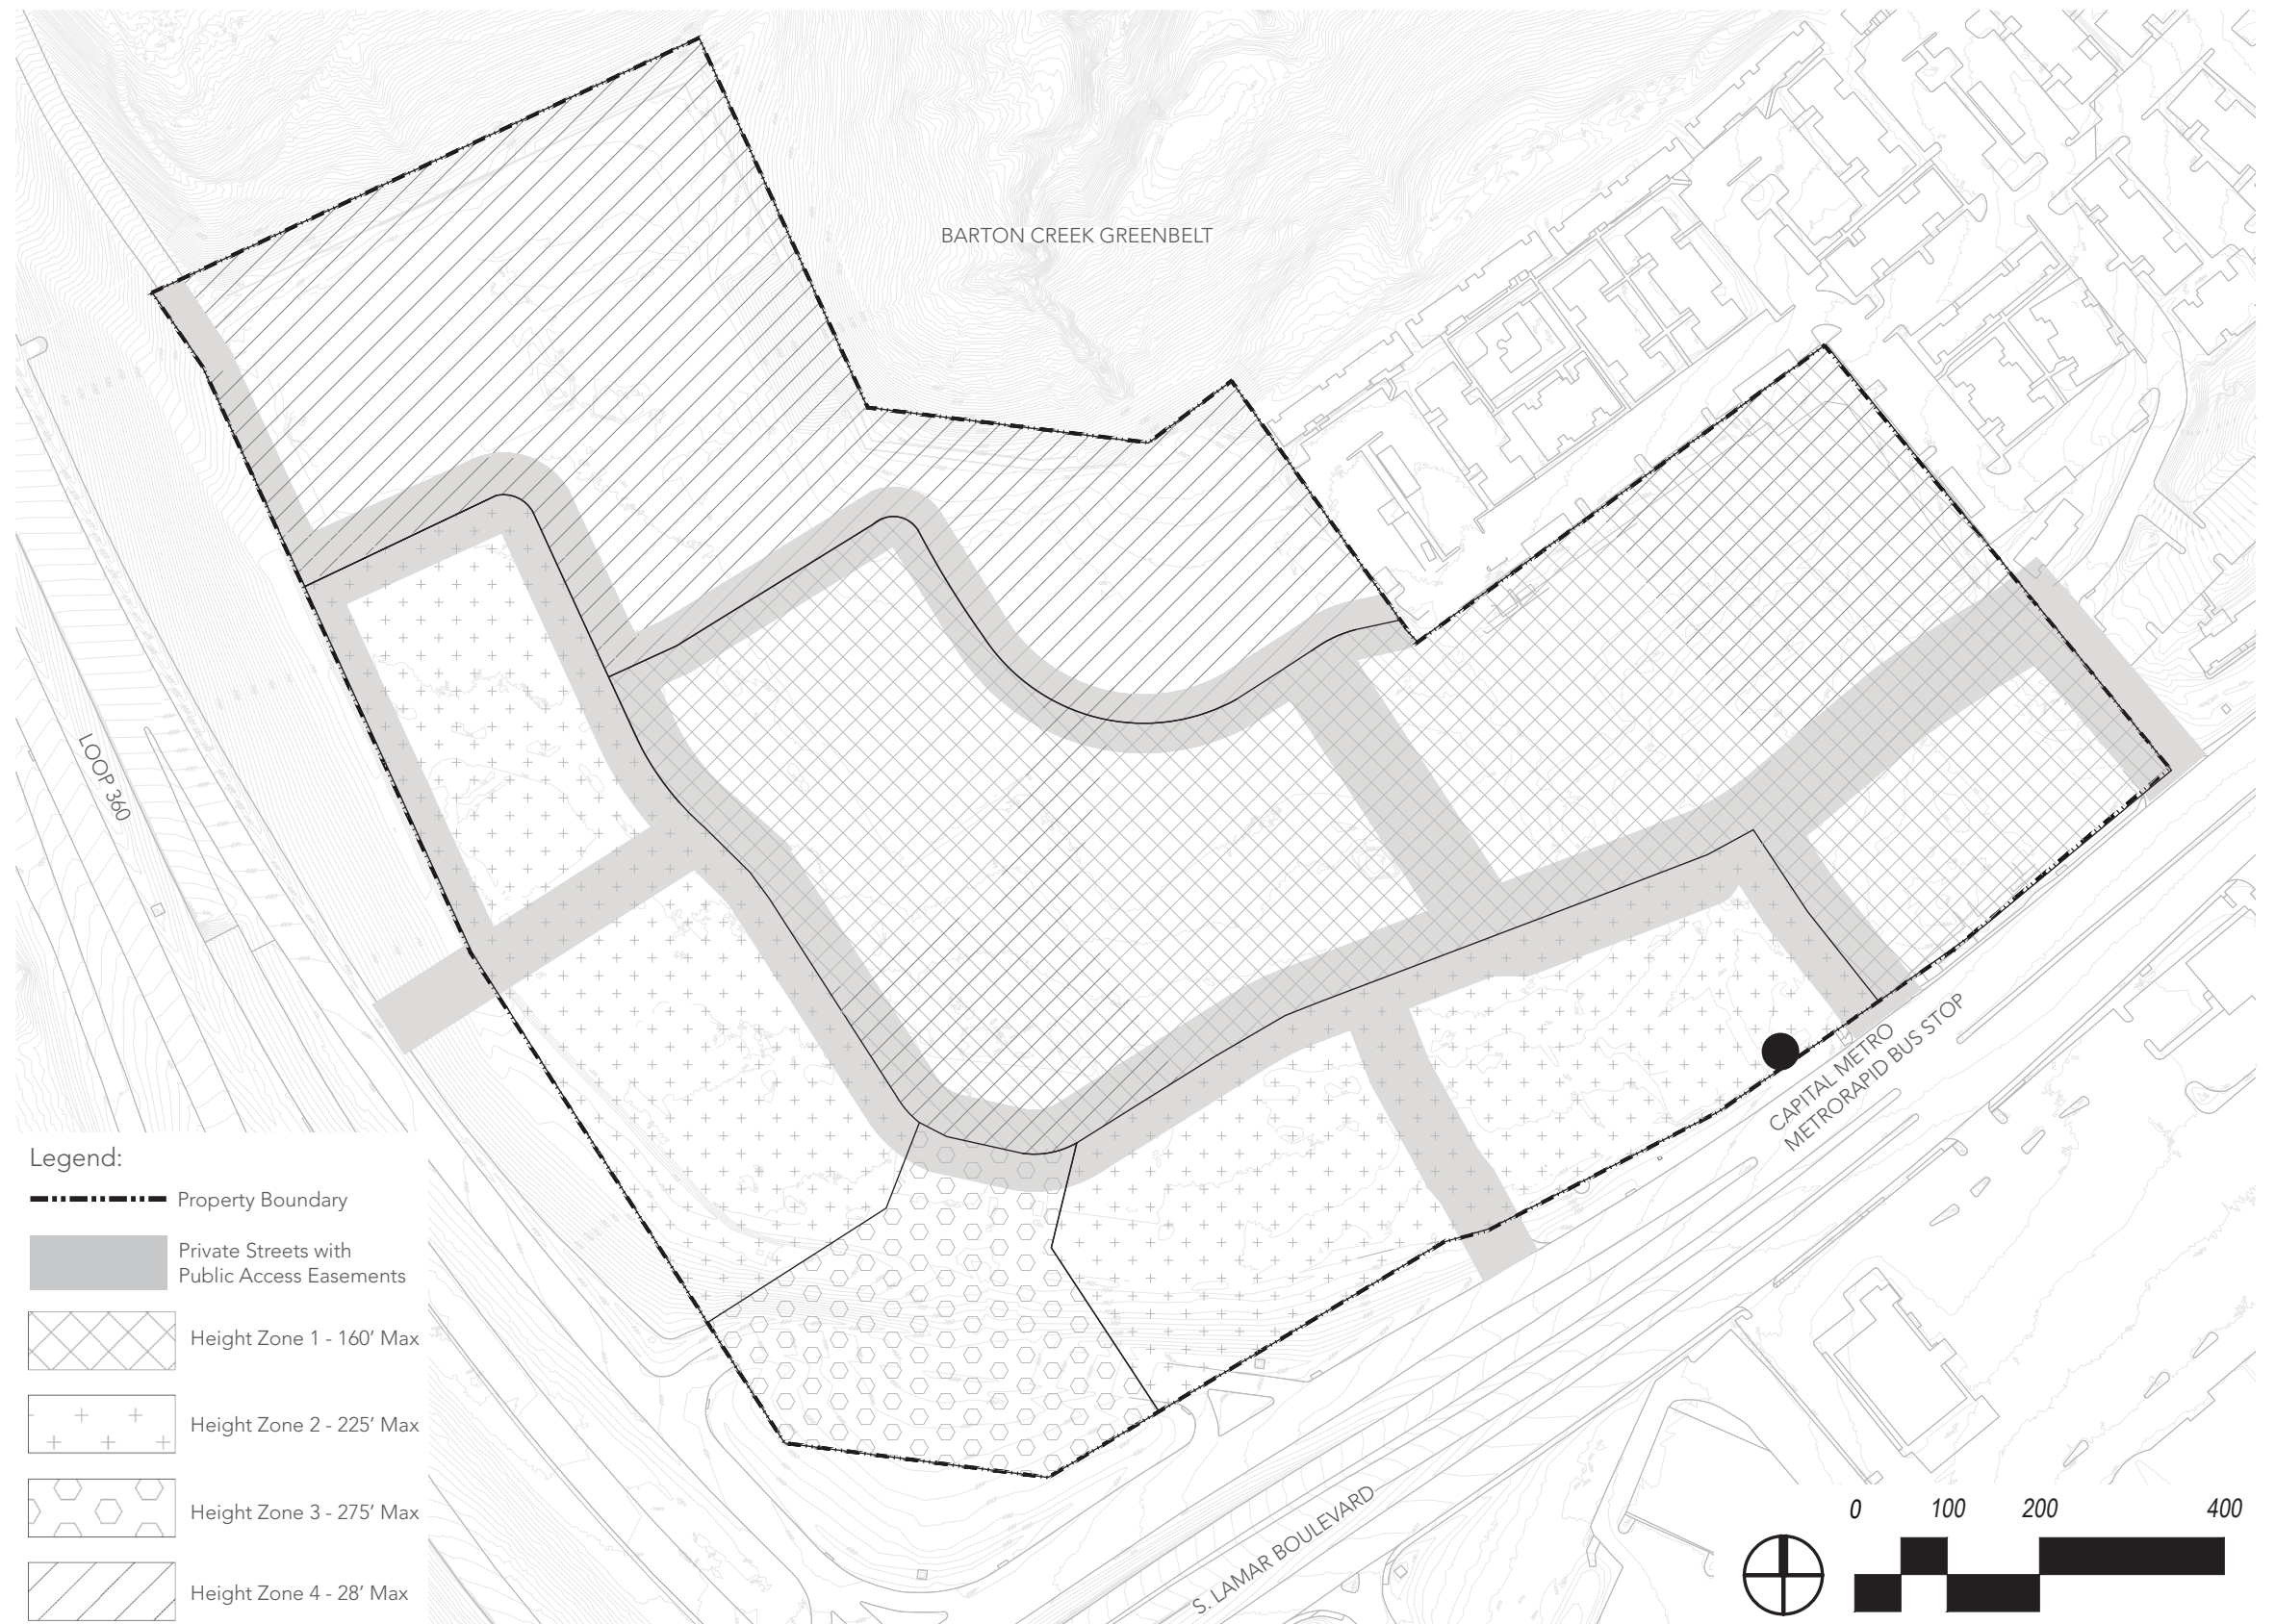 BARTON CREEK GREENBELT
LOOP 360
CAPITAL METRO
METRORAPID BUS STOP
S. LAMAR BOULEVARD
Legend:
Property Boundary
Private Streets with
Public Access Easements
Height Zone 1 - 160’ Max
Height Zone 2 - 225’ Max
Height Zone 3 - 275’ Max
Height Zone 4 - 28’ Max
0 100 200 400